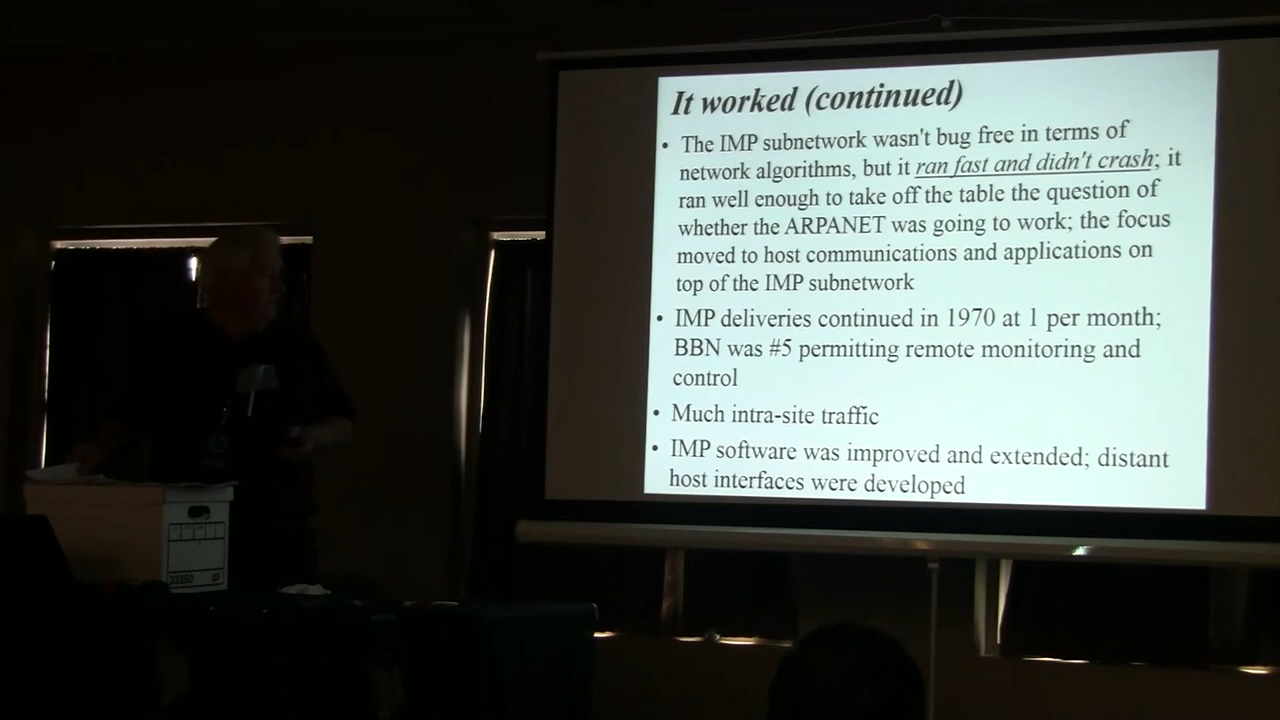 It worked (continued)
• The IMP subnetwork wasn't bug free in terms of
network algorithms, but it ran fast and didn't crash; it
ran well enough to take off the table the question of
whether the ARPANET was going to work; the focus
moved to host communications and applications on
top of the IMP subnetwork
• IMP deliveries continued in 1970 at 1 per month;
BBN was #5 permitting remote monitoring and
control
• Much intra-site traffic
• IMP software was improved and extended; distant
host interfaces were developed
33250